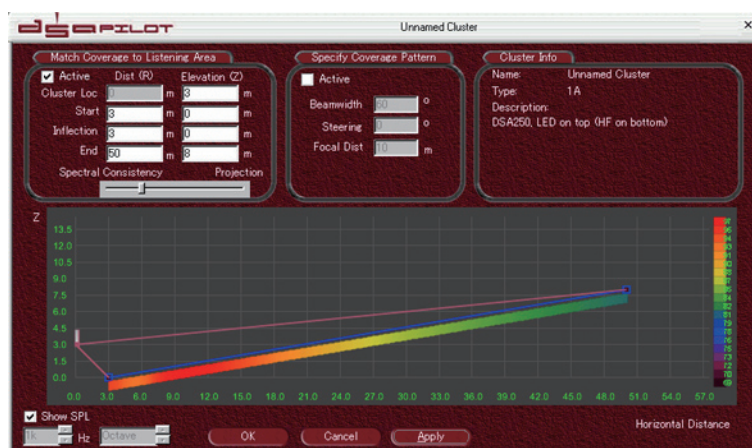 dsa PILOT
Unnamed Cluster
Match Coverage to Listening Area
Active Dist (R) Elevation (Z)
Cluster Loc 0 m 3 m
Start 3 m 0 m
Inflection 3 m 0 m
End 50 m 8 m
Spectral Consistency Projection
Specify Coverage Pattern
Active
Beamwidth 60 °
Steering 0 °
Focal Dist 10 m
Cluster Info
Name: Unnamed Cluster
Type: 1A
Description:
DSA250, LED on top (HF on bottom)
Z
13.5
12.0
10.5
9.0
7.5
6.0
4.5
3.0
1.5
0.0
0.0 3.0 6.0 9.0 12.0 15.0 18.0 21.0 24.0 27.0 30.0 33.0 36.0 39.0 42.0 45.0 48.0 51.0 54.0 57.0
Show SPL
Horizontal Distance
1k Hz Octave
OK Cancel Apply